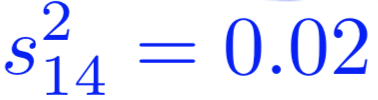 $s_{14}^{2} = 0.02$